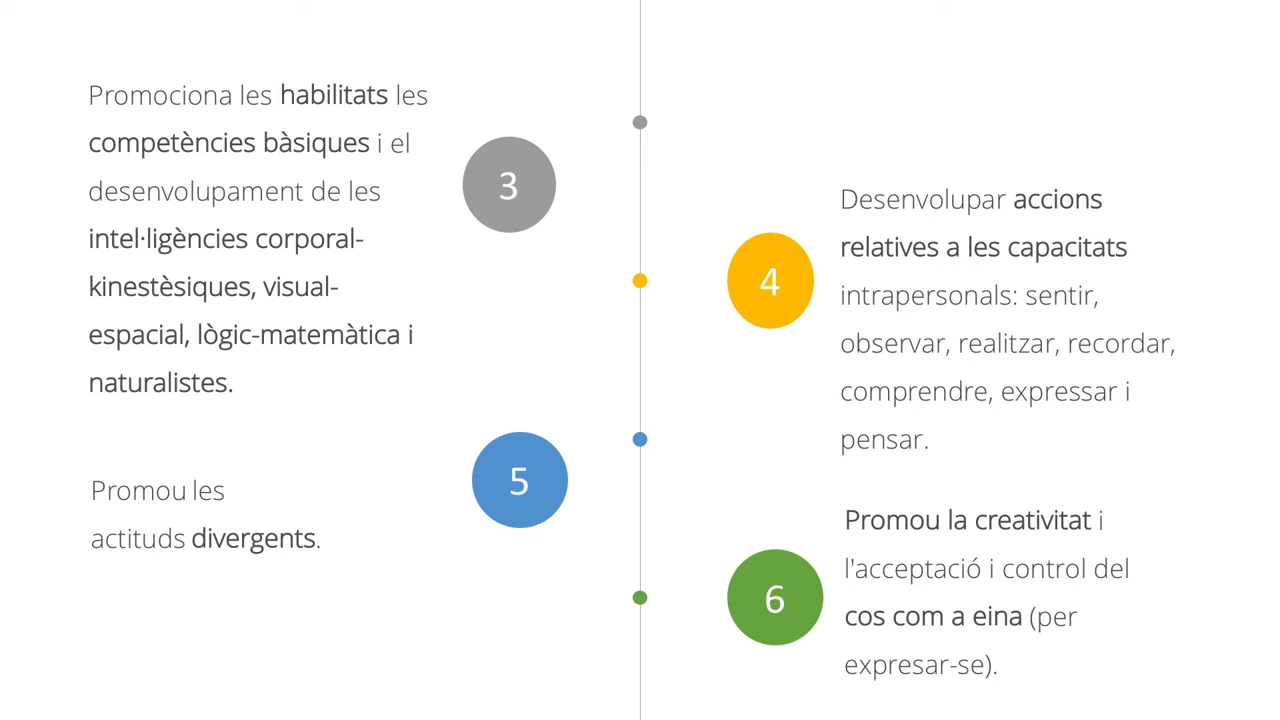 Promociona les habilitats les
competències bàsiques i el
desenvolupament de les
intel·ligències corporal-
kinestèsiques, visual-
espacial, lògic-matemàtica i
naturalistes.
3
4
Desenvolupar accions
relatives a les capacitats
intrapersonals: sentir,
observar, realitzar, recordar,
comprendre, expressar i
pensar.
5
Promou les
actituds divergents.
6
Promou la creativitat i
l'acceptació i control del
cos com a eina (per
expresar-se).